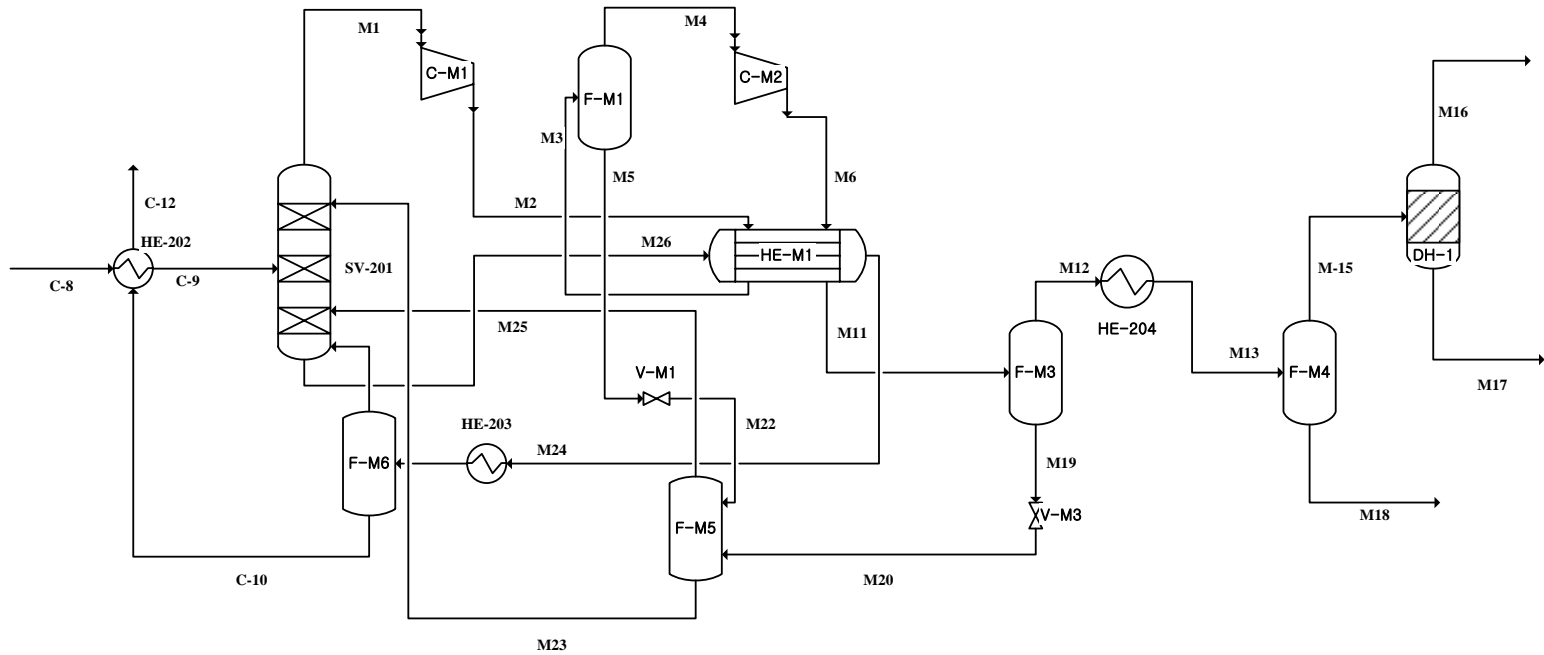 M1
M4
C-M1
C-M2
F-M1
M16
M3
M5
M6
C-12
M2
HE-202
M26
HE-M1
DH-1
SV-201
C-8
C-9
M12
M-15
M25
M11
HE-204
M13
V-M1
F-M3
F-M4
M17
HE-203
M22
M24
F-M6
M19
F-M5
V-M3
M18
C-10
M20
M23